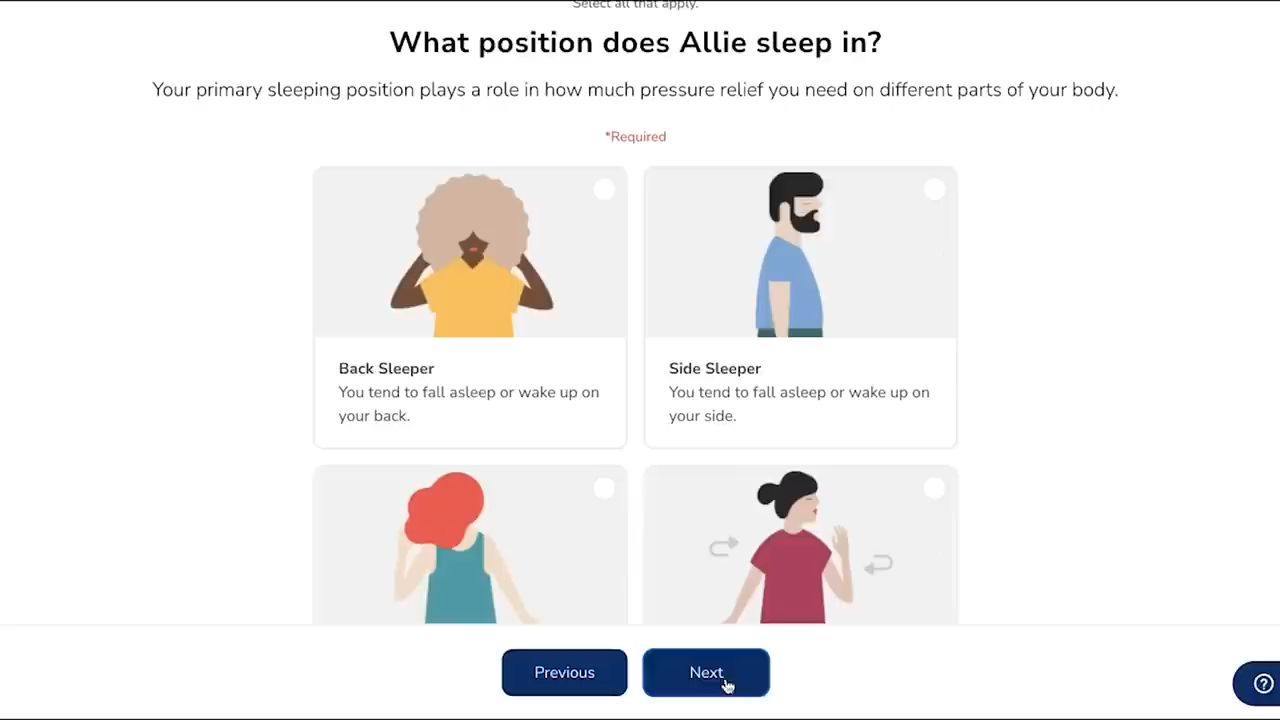 Select all that apply.
What position does Allie sleep in?
Your primary sleeping position plays a role in how much pressure relief you need on different parts of your body.
*Required
Back Sleeper
You tend to fall asleep or wake up on
your back.
Side Sleeper
You tend to fall asleep or wake up on
your side.
Previous
Next
?